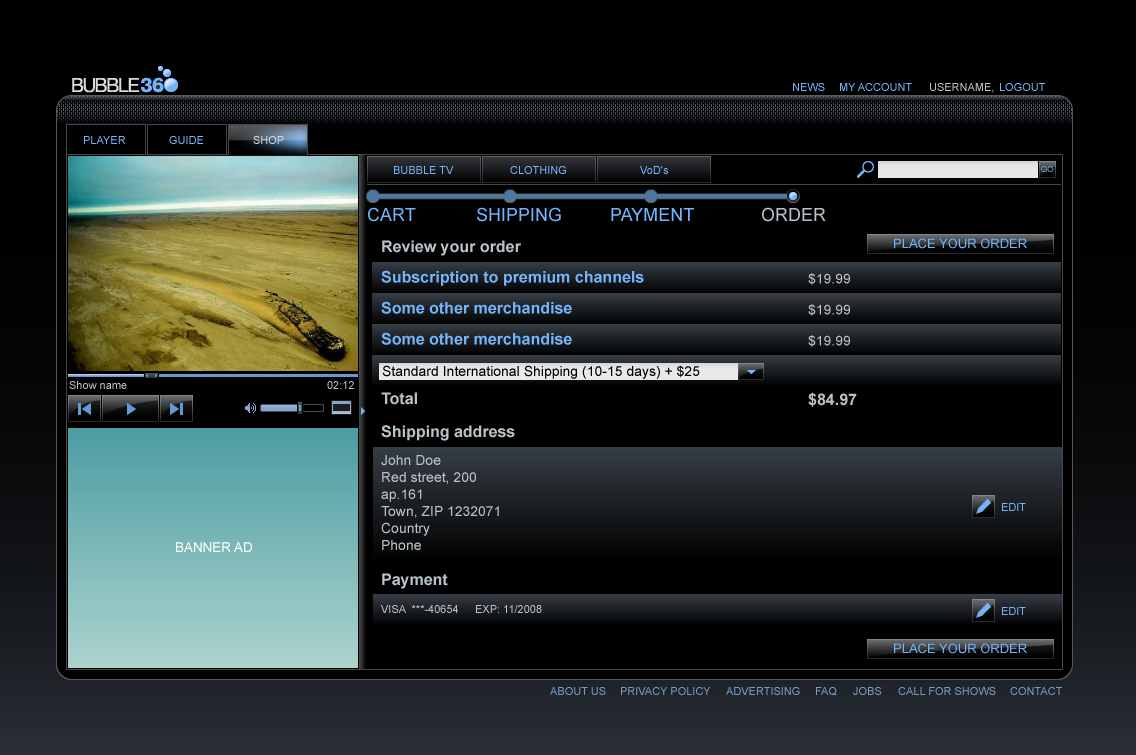 BUBBLE36
NEWS MY ACCOUNT USERNAME, LOGOUT
PLAYER GUIDE SHOP
BUBBLE TV CLOTHING VoD's GO
CART SHIPPING PAYMENT ORDER
Review your order PLACE YOUR ORDER
Subscription to premium channels $19.99
Some other merchandise $19.99
Some other merchandise $19.99
Standard International Shipping (10-15 days) + $25
Show name 02:12
Total $84.97
Shipping address
John Doe
Red street, 200
ap.161
Town, ZIP 1232071
Country
Phone
EDIT
BANNER AD
Payment
VISA ***-40654 EXP: 11/2008 EDIT
PLACE YOUR ORDER
ABOUT US PRIVACY POLICY ADVERTISING FAQ JOBS CALL FOR SHOWS CONTACT